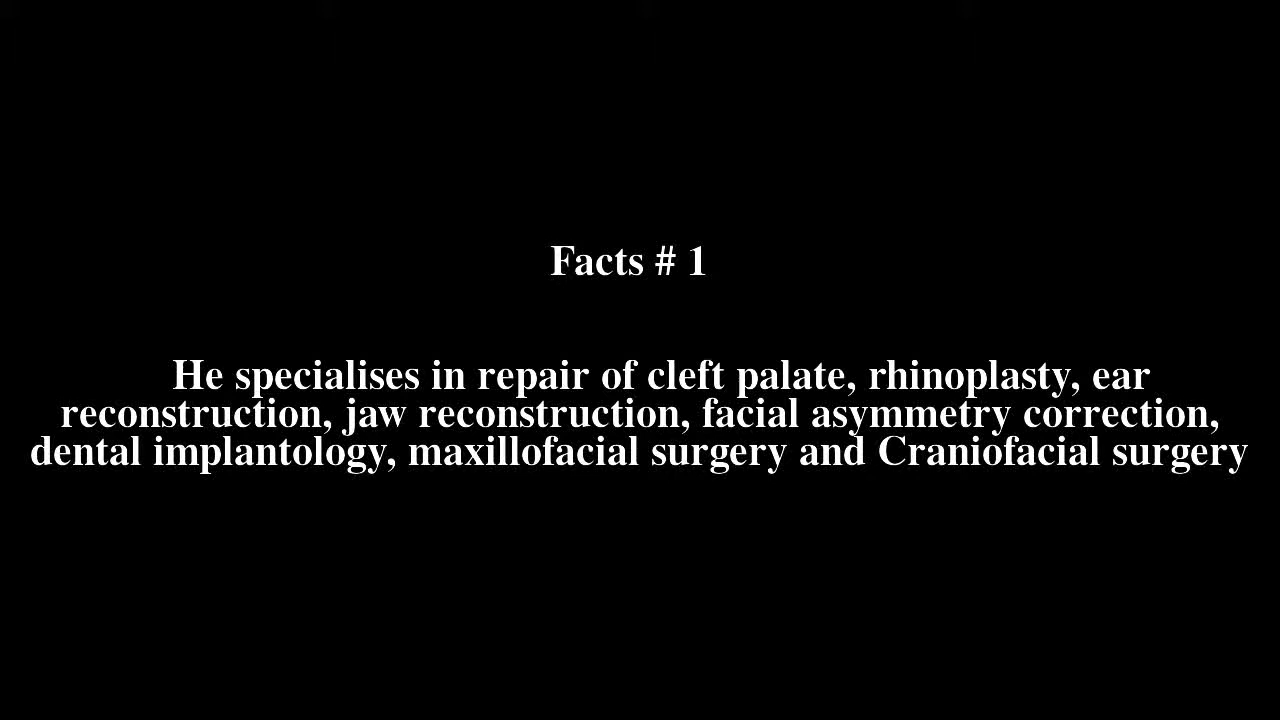 Facts # 1
He specialises in repair of cleft palate, rhinoplasty, ear
reconstruction, jaw reconstruction, facial asymmetry correction,
dental implantology, maxillofacial surgery and Craniofacial surgery